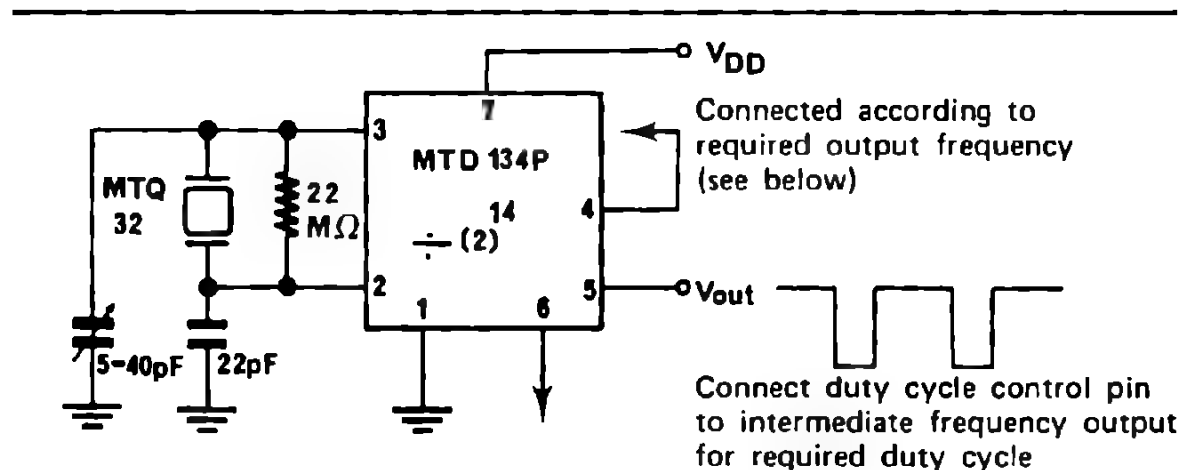 V_DD
7
Connected according to
required output frequency
(see below)
3
MTD 134P
MTQ
32
22
MΩ
4
÷ (2)^14
2
5
Vout
1
6
5-40pF
22pF
Connect duty cycle control pin
to intermediate frequency output
for required duty cycle